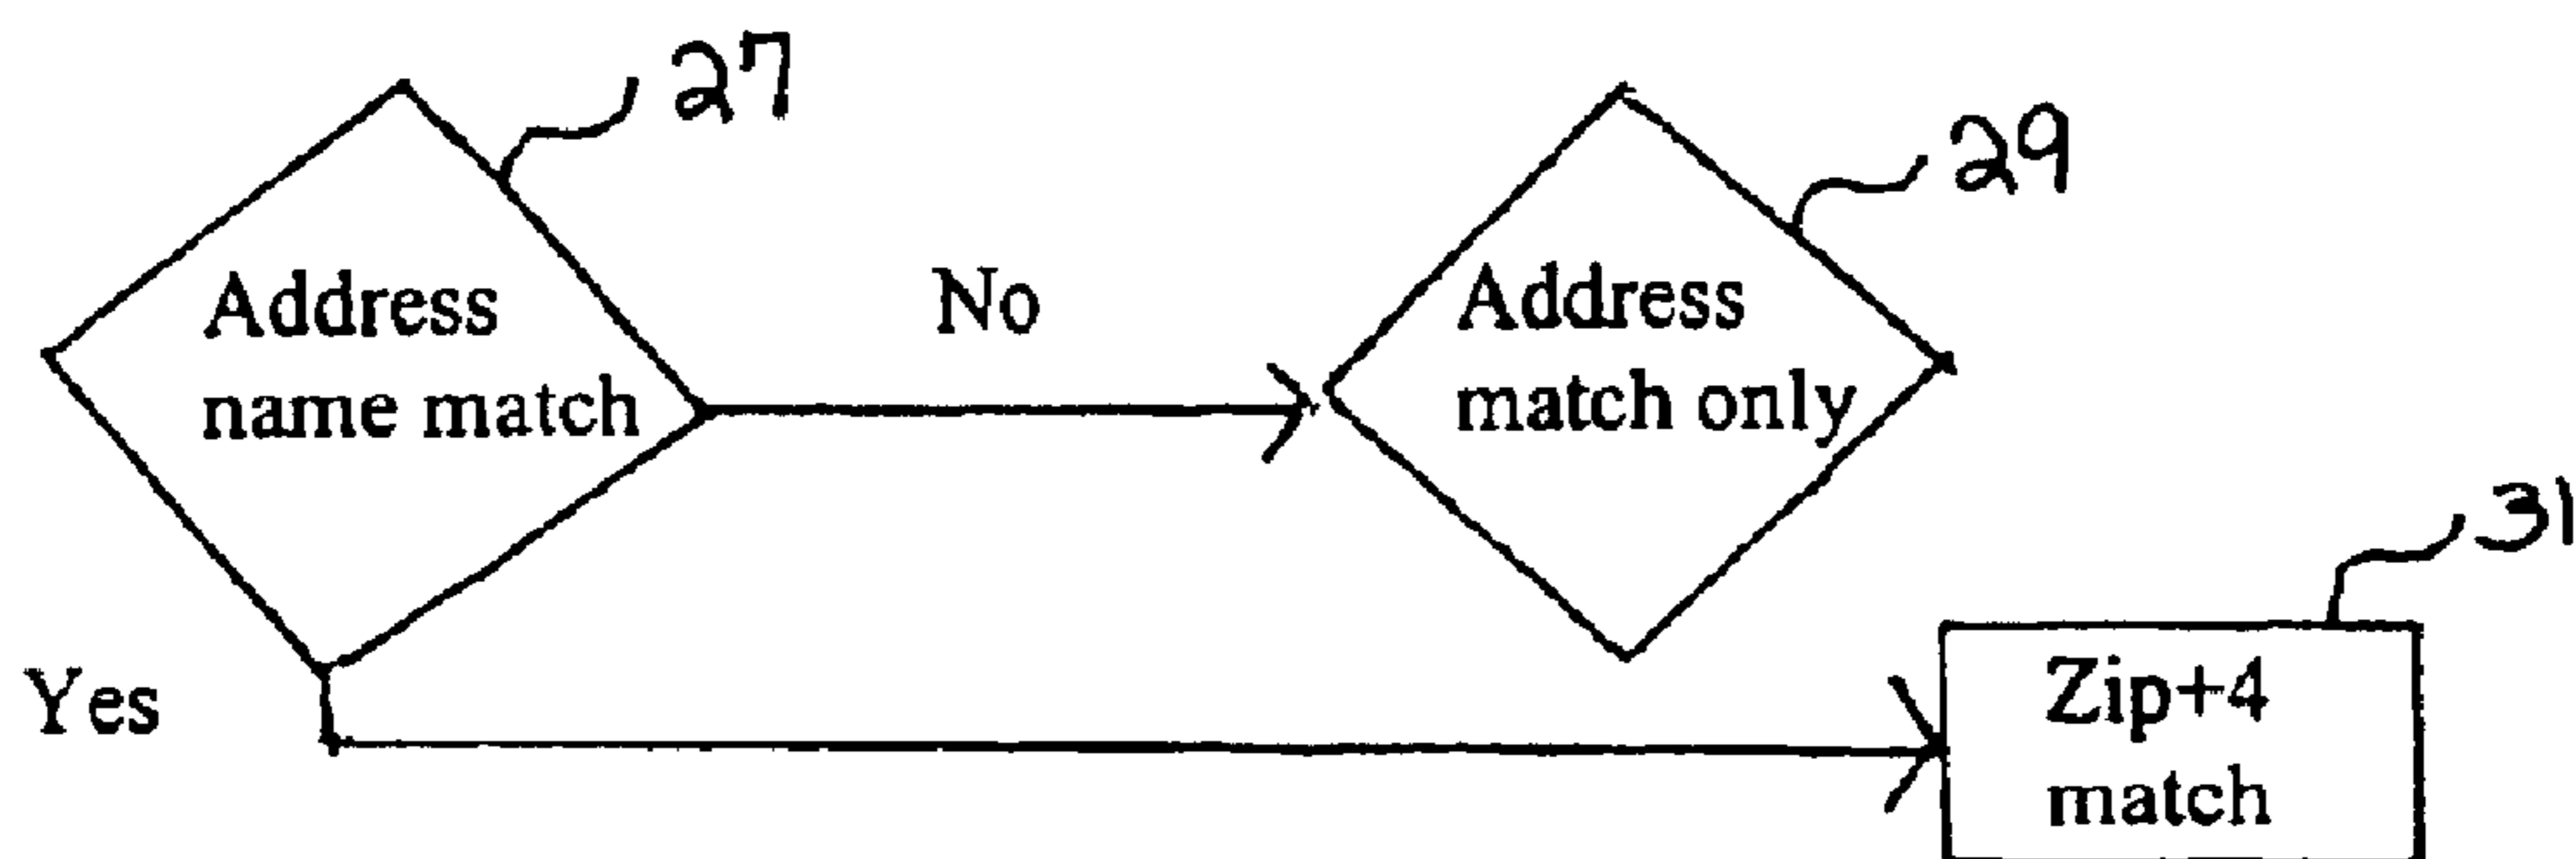 27
29
Address
name match
No
Address
match only
31
Yes
Zip+4
match